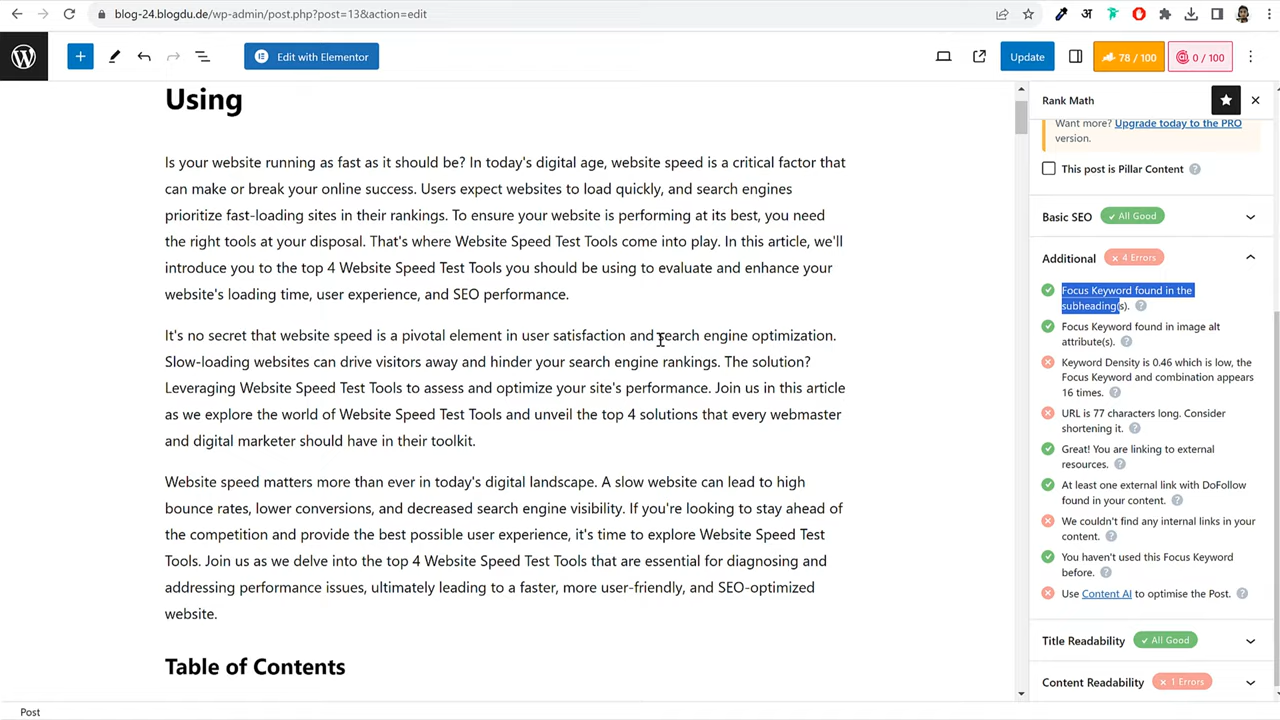 blog-24.blogdu.de/wp-admin/post.php?post=13&action=edit
अ
Edit with Elementor
Update
78 / 100
0 / 100
Using
Is your website running as fast as it should be? In today's digital age, website speed is a critical factor that
can make or break your online success. Users expect websites to load quickly, and search engines
prioritize fast-loading sites in their rankings. To ensure your website is performing at its best, you need
the right tools at your disposal. That's where Website Speed Test Tools come into play. In this article, we'll
introduce you to the top 4 Website Speed Test Tools you should be using to evaluate and enhance your
website's loading time, user experience, and SEO performance.
It's no secret that website speed is a pivotal element in user satisfaction and search engine optimization.
Slow-loading websites can drive visitors away and hinder your search engine rankings. The solution?
Leveraging Website Speed Test Tools to assess and optimize your site's performance. Join us in this article
as we explore the world of Website Speed Test Tools and unveil the top 4 solutions that every webmaster
and digital marketer should have in their toolkit.
Website speed matters more than ever in today's digital landscape. A slow website can lead to high
bounce rates, lower conversions, and decreased search engine visibility. If you're looking to stay ahead of
the competition and provide the best possible user experience, it's time to explore Website Speed Test
Tools. Join us as we delve into the top 4 Website Speed Test Tools that are essential for diagnosing and
addressing performance issues, ultimately leading to a faster, more user-friendly, and SEO-optimized
website.
Table of Contents
Post
Rank Math
Want more? Upgrade today to the PRO
version.
This post is Pillar Content
Basic SEO All Good
Additional × 4 Errors
Focus Keyword found in the
subheading(s).
Focus Keyword found in image alt
attribute(s).
Keyword Density is 0.46 which is low, the
Focus Keyword and combination appears
16 times.
URL is 77 characters long. Consider
shortening it.
Great! You are linking to external
resources.
At least one external link with DoFollow
found in your content.
We couldn't find any internal links in your
content.
You haven't used this Focus Keyword
before.
Use Content AI to optimise the Post.
Title Readability All Good
Content Readability × 1 Errors